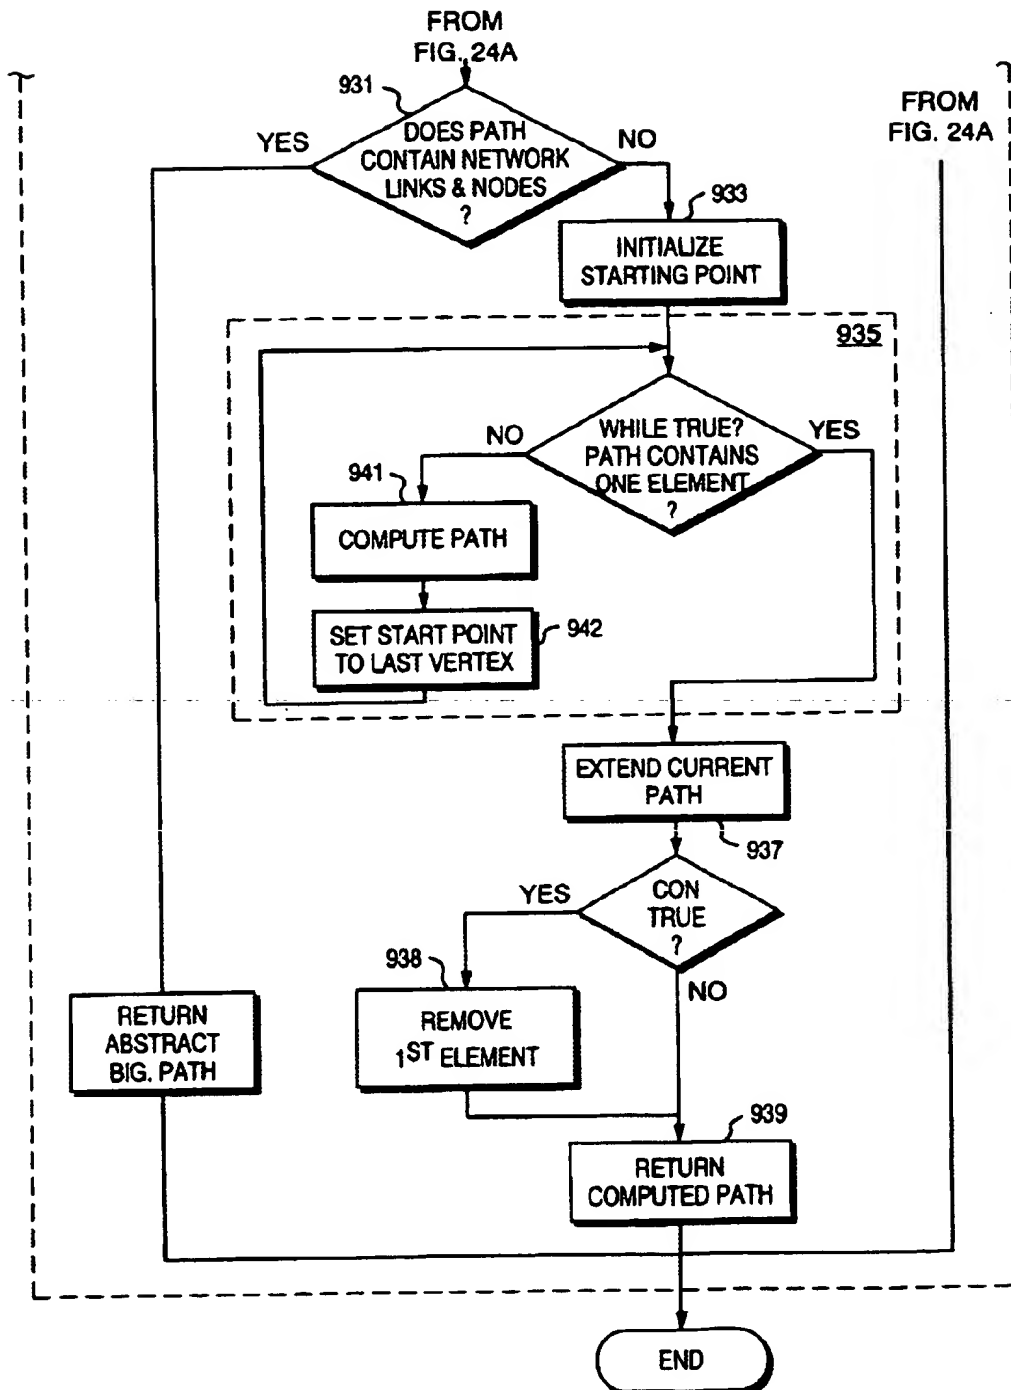 FROM
FIG. 24A
931
YES
DOES PATH
CONTAIN NETWORK
LINKS & NODES
?
NO
FROM
FIG. 24A
933
INITIALIZE
STARTING POINT
935
NO
WHILE TRUE?
PATH CONTAINS
ONE ELEMENT
?
YES
941
COMPUTE PATH
SET START POINT
TO LAST VERTEX
942
EXTEND CURRENT
PATH
937
YES
CON
TRUE
?
NO
938
REMOVE
1ST ELEMENT
RETURN
ABSTRACT
BIG. PATH
939
RETURN
COMPUTED PATH
END